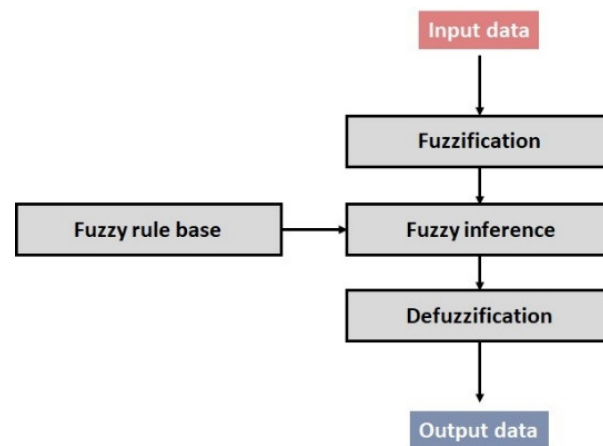 Input data
Fuzzification
Fuzzy rule base
Fuzzy inference
Defuzzification
Output data